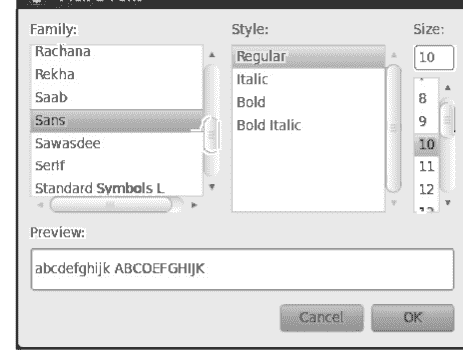 Family:
Style:
Size:
Rachana
Rekha
Saab
Sans
Sawasdee
Serif
Standard Symbols L
Regular
Italic
Bold
Bold Italic
10
8
9
10
11
12
Preview:
abcdefghijk ABCDEFGHIJK
Cancel
OK